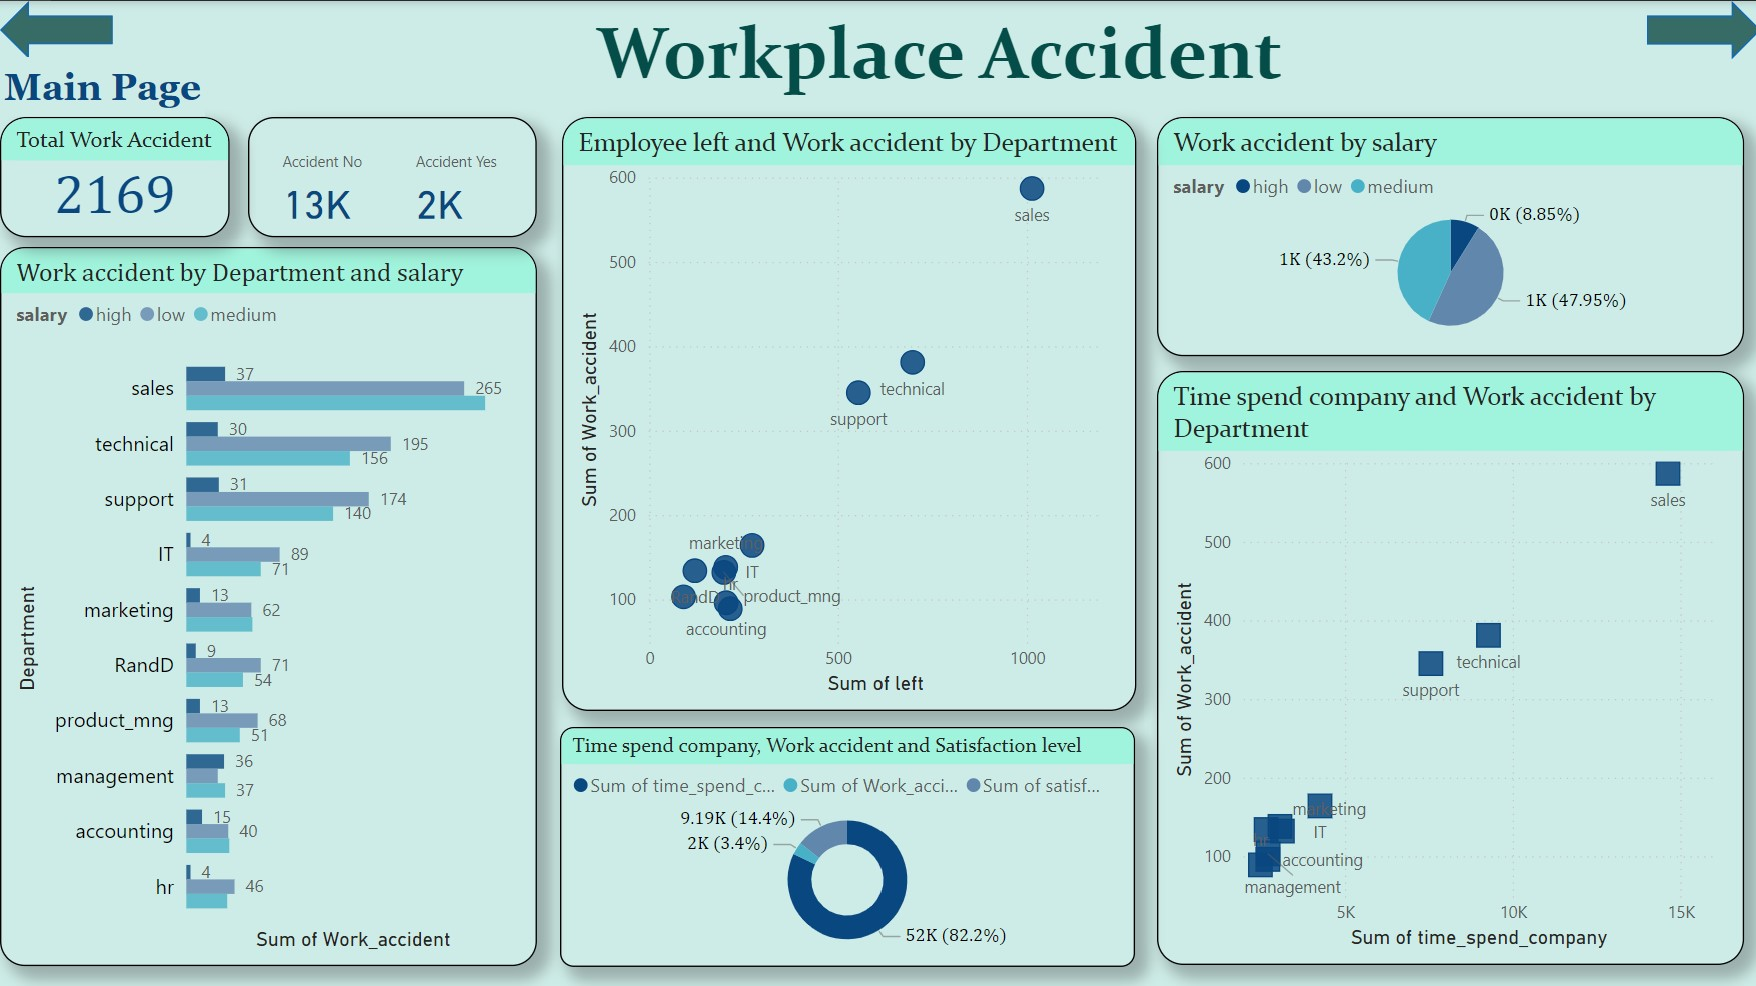 Workplace Accident
Main Page
Total Work Accident
2169
Accident No
13K
Accident Yes
2K
Work accident by Department and salary
salary high low medium
Department
sales
37
265
technical
30
195
156
support
31
174
140
IT
4
89
71
marketing
13
62
RandD
9
71
54
product_mng
13
68
51
management
36
37
accounting
15
40
hr
4
46
Sum of Work_accident
Employee left and Work accident by Department
Sum of Work_accident
600
500
400
300
200
100
sales
technical
support
marketing
IT
hr
RandD
product_mng
accounting
0
500
1000
Sum of left
Time spend company, Work accident and Satisfaction level
Sum of time_spend_c... Sum of Work_acci... Sum of satisf...
9.19K (14.4%)
2K (3.4%)
52K (82.2%)
Work accident by salary
salary high low medium
0K (8.85%)
1K (43.2%)
1K (47.95%)
Time spend company and Work accident by
Department
Sum of Work_accident
600
500
400
300
200
100
sales
technical
support
marketing
IT
hr
accounting
management
5K
10K
15K
Sum of time_spend_company